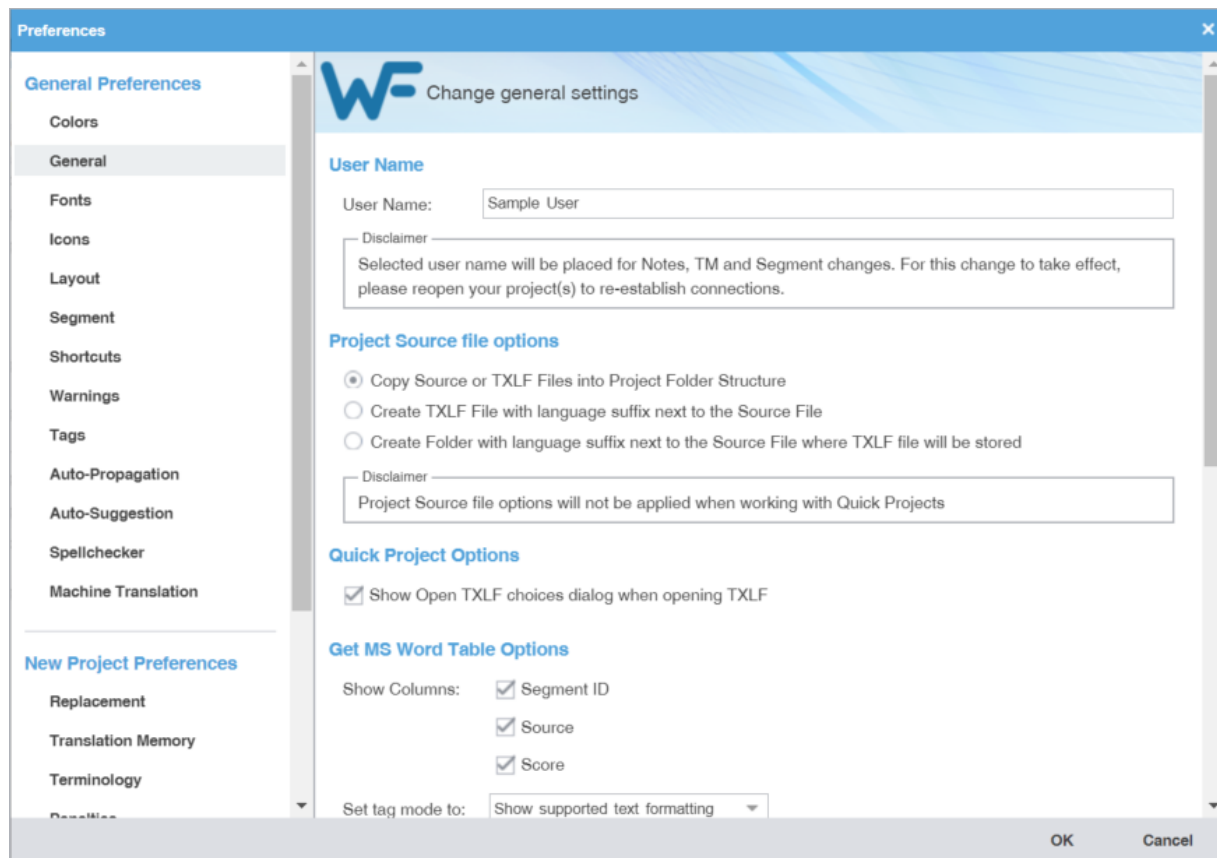 Preferences
General Preferences
Colors
General
Fonts
Icons
Layout
Segment
Shortcuts
Warnings
Tags
Auto-Propagation
Auto-Suggestion
Spellchecker
Machine Translation
New Project Preferences
Replacement
Translation Memory
Terminology
Penalties
WF Change general settings
User Name
User Name: Sample User
Disclaimer
Selected user name will be placed for Notes, TM and Segment changes. For this change to take effect,
please reopen your project(s) to re-establish connections.
Project Source file options
Copy Source or TXLF Files into Project Folder Structure
Create TXLF File with language suffix next to the Source File
Create Folder with language suffix next to the Source File where TXLF file will be stored
Disclaimer
Project Source file options will not be applied when working with Quick Projects
Quick Project Options
Show Open TXLF choices dialog when opening TXLF
Get MS Word Table Options
Show Columns: Segment ID
Source
Score
Set tag mode to: Show supported text formatting
OK Cancel